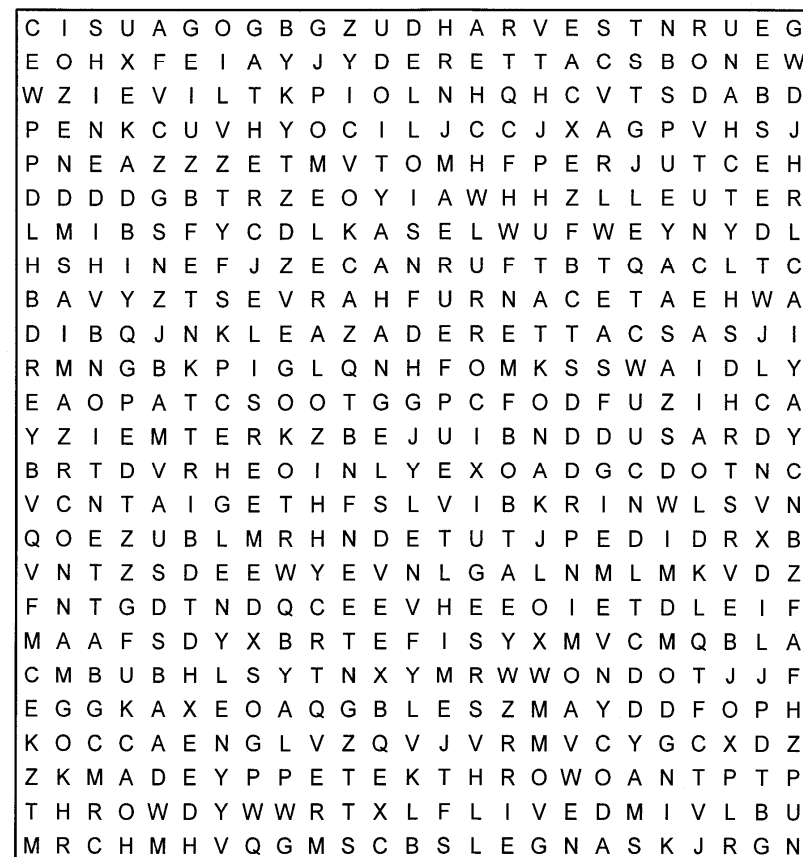 C I S U A G O G B G Z U D H A R V E S T N R U E G
E O H X F E I A Y J Y D E R E T T A C S B O N E W
W Z I E V I L T K P I O L N H Q H C V T S D A B D
P E N K C U V H Y O C I L J C C J X A G P V H S J
P N E A Z Z Z E T M V T O M H F P E R J U T C E H
D D D D G B T R Z E O Y I A W H H Z L L E U T E R
L M I B S F Y C D L K A S E L W U F W E Y N Y D L
H S H I N E F J Z E C A N R U F T B T Q A C L T C
B A V Y Z T S E V R A H F U R N A C E T A E H W A
D I B Q J N K L E A Z A D E R E T T A C S A S J I
R M N G B K P I G L Q N H F O M K S S W A I D L Y
E A O P A T C S O O T G G P C F O D F U Z I H C A
Y Z I E M T E R K Z B E J U I B N D D U S A R D Y
B R T D V R H E O I N L Y E X O A D G C D O T N C
V C N T A I G E T H F S L V I B K R I N W L S V N
Q O E Z U B L M R H N D E T U T J P E D I D R X B
V N T Z S D E E W Y E V N L G A L N M L M K V D Z
F N T G D T N D Q C E E V H E E O I E T D L E I F
M A A F S D Y X B R T E F I S Y X M V C M Q B L A
C M B U B H L S Y T N X Y M R W W O N D O T J J F
E G G K A X E O A Q G B L E S Z M A Y D D F O P H
K O C C A E N G L V Z Q V J V R M V C Y G C X D Z
Z K M A D E Y P P E T E K T H R O W O A N T P T P
T H R O W D Y W W R T X L F L I V E D M I V L B U
M R C H M H V Q G M S C B S L E G N A S K J R G N